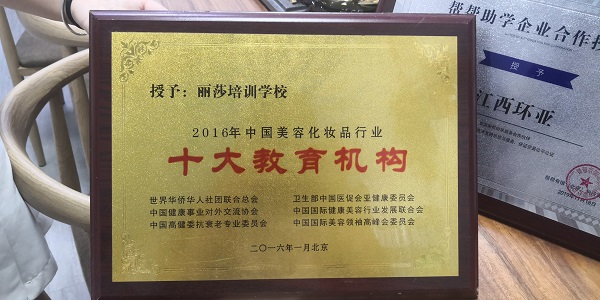 授予：丽莎培训学校
2016年中国美容化妆品行业
十大教育机构
世界华侨华人社团联合总会
卫生部中国医促会亚健康委员会
中国健康事业对外交流协会
中国国际健康美容行业发展联合会
中国高健委抗衰老专业委员会
中国国际美容领袖高峰会委员会
二〇一六年一月北京
帮帮助学企业合作
授予
江西环亚